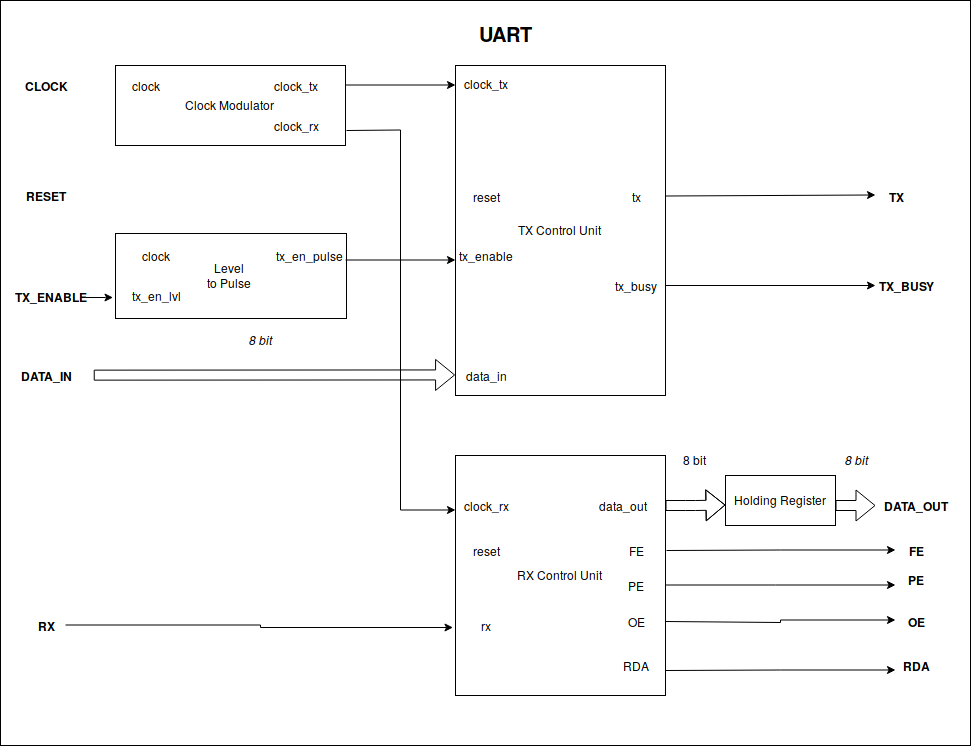 UART
CLOCK
clock
clock_tx
Clock Modulator
clock_rx
clock_tx
RESET
reset
tx
TX
TX Control Unit
clock
tx_en_pulse
Level
to Pulse
tx_enable
TX_ENABLE
tx_en_lvl
tx_busy
TX_BUSY
8 bit
DATA_IN
data_in
8 bit
8 bit
clock_rx
data_out
Holding Register
DATA_OUT
reset
FE
FE
RX Control Unit
PE
PE
RX
rx
OE
OE
RDA
RDA